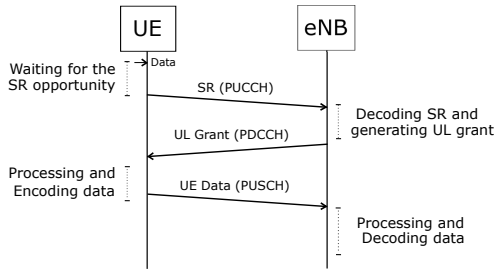 UE
eNB
Data
Waiting for the
SR opportunity
SR (PUCCH)
Decoding SR and
generating UL grant
UL Grant (PDCCH)
Processing and
Encoding data
UE Data (PUSCH)
Processing and
Decoding data